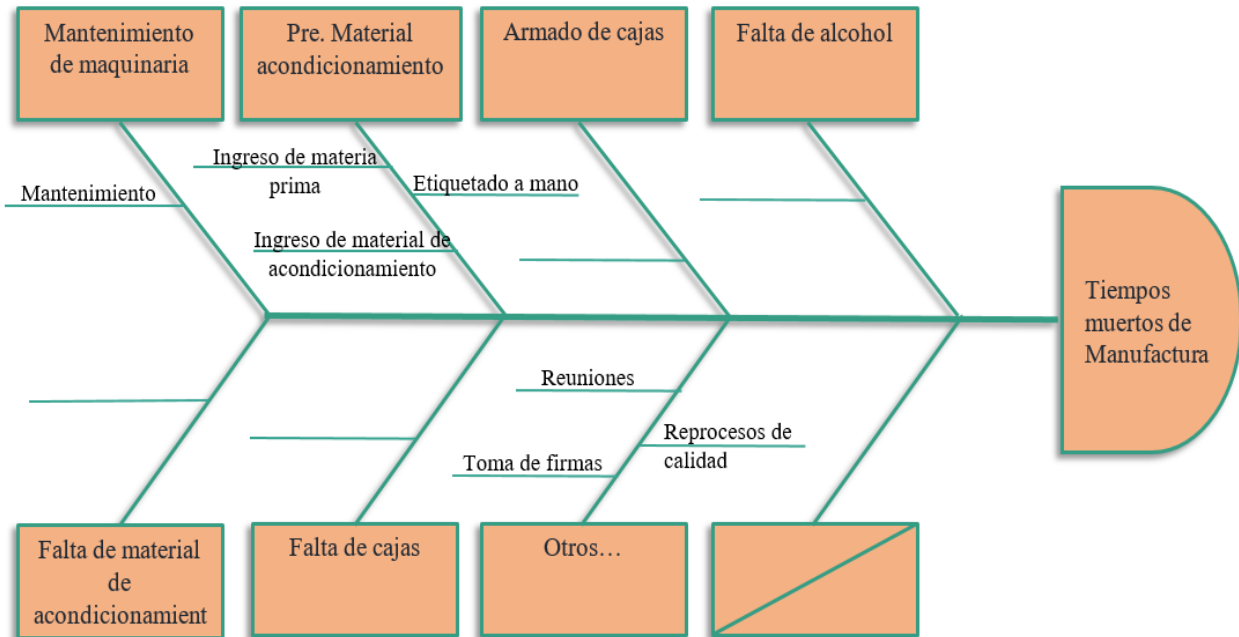 Mantenimiento
de maquinaria
Pre. Material
acondicionamiento
Armado de cajas
Falta de alcohol
Mantenimiento
Ingreso de materia
prima
Etiquetado a mano
Ingreso de material de
acondicionamiento
Tiempos
muertos de
Manufactura
Reuniones
Reprocesos de
calidad
Toma de firmas
Falta de material
de
acondicionamient
Falta de cajas
Otros…